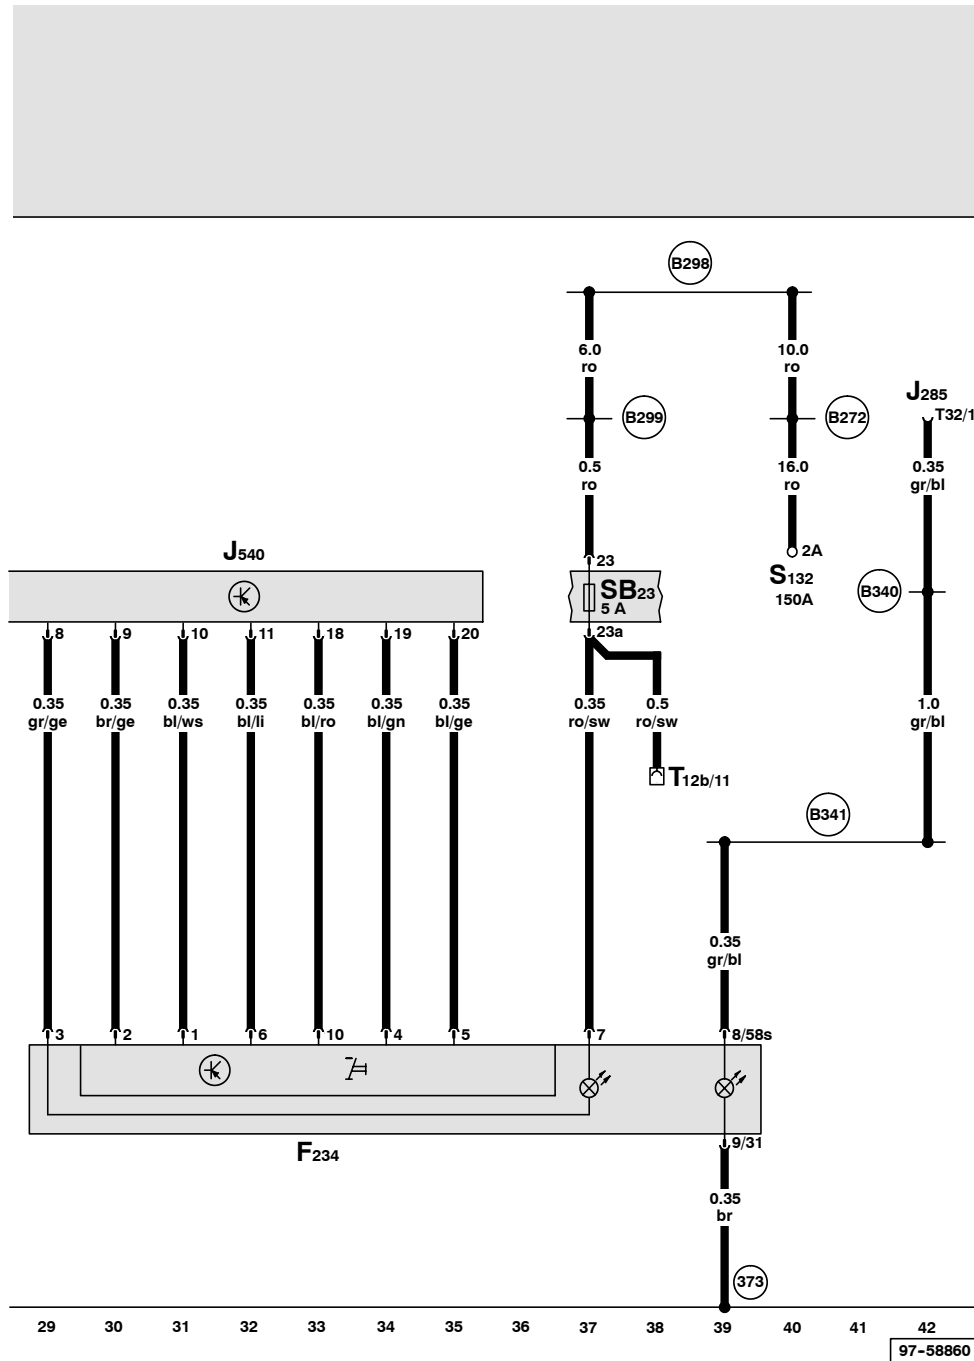 B298
6.0
ro
10.0
ro
J285
T32/1
B299
B272
0.5
ro
16.0
ro
0.35
gr/bl
23
2A
J540
S132
150A
B340
SB23
5 A
8 9 10 11 18 19 20 23a
0.35 0.35 0.35 0.35 0.35 0.35 0.35 0.35 0.5 1.0
gr/ge br/ge bl/ws bl/li bl/ro bl/gn bl/ge ro/sw ro/sw gr/bl
T12b/11
B341
0.35
gr/bl
3 2 1 6 10 4 5 7 8/58s
F234
9/31
0.35
br
373
29 30 31 32 33 34 35 36 37 38 39 40 41 42
97-58860